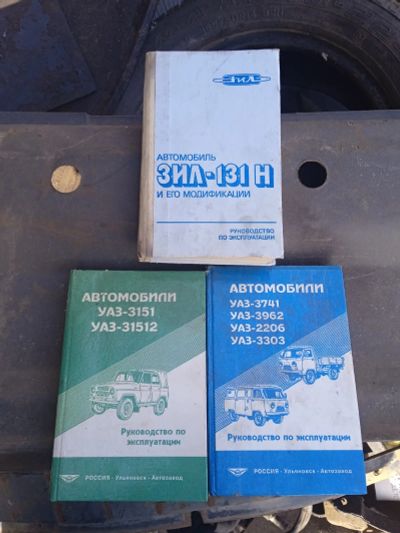 ЗИЛ
АВТОМОБИЛЬ
ЗИЛ-131 Н
И ЕГО МОДИФИКАЦИИ
РУКОВОДСТВО
ПО ЭКСПЛУАТАЦИИ
АВТОМОБИЛИ
УАЗ-3151
УАЗ-31512
Руководство по
эксплуатации
РОССИЯ - Ульяновск - Автозавод
АВТОМОБИЛИ
УАЗ-3741
УАЗ-3962
УАЗ-2206
УАЗ-3303
Руководство по эксплуатации
РОССИЯ - Ульяновск - Автозавод